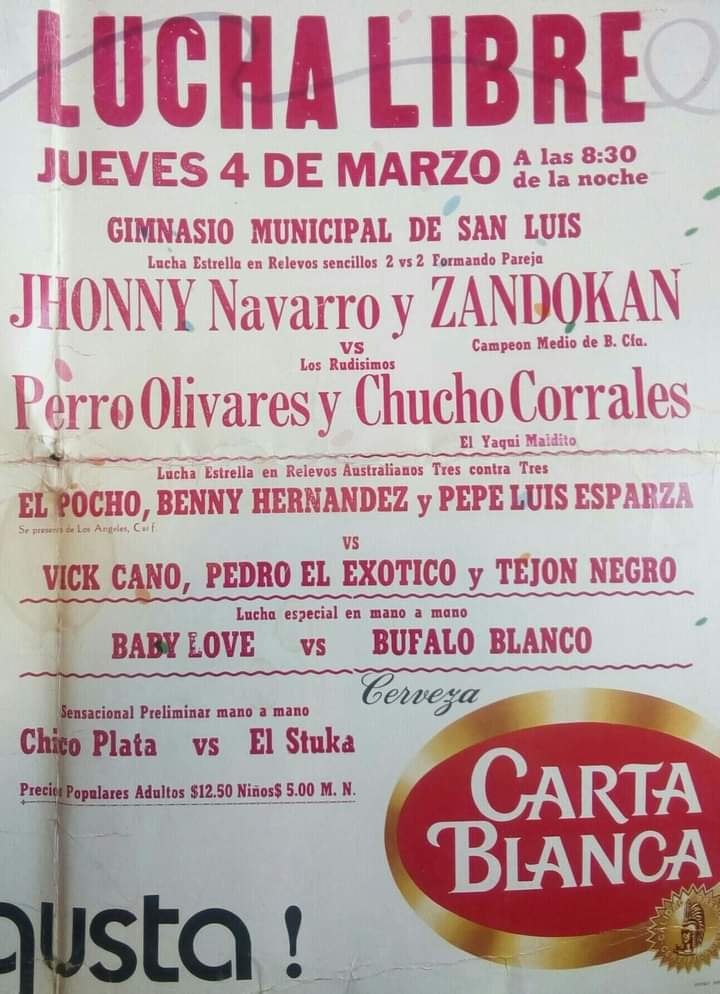 LUCHA LIBRE
JUEVES 4 DE MARZO A las 8:30
de la noche
GIMNASIO MUNICIPAL DE SAN LUIS
Lucha Estrella en Relevos sencillos 2 vs 2 Formando Pareja
JHONNY Navarro y ZANDOKAN
Campeon Medio de B. Cfa.
VS
Los Rudisimos
Perro Olivares y Chucho Corrales
El Yaqui Maldito
Lucha Estrella en Relevos Australianos Tres contra Tres
EL POCHO, BENNY HERNANDEZ y PEPE LUIS ESPARZA
Se presenta de Los Angeles, Calif.
VS
VICK CANO, PEDRO EL EXOTICO y TEJON NEGRO
Lucha especial en mano a mano
BABY LOVE vs BUFALO BLANCO
Sensacional Preliminar mano a mano
Chico Plata vs El Stuka
Precios Populares Adultos $12.50 Niños$ 5.00 M. N.
Cerveza
CARTA
BLANCA
gusta !